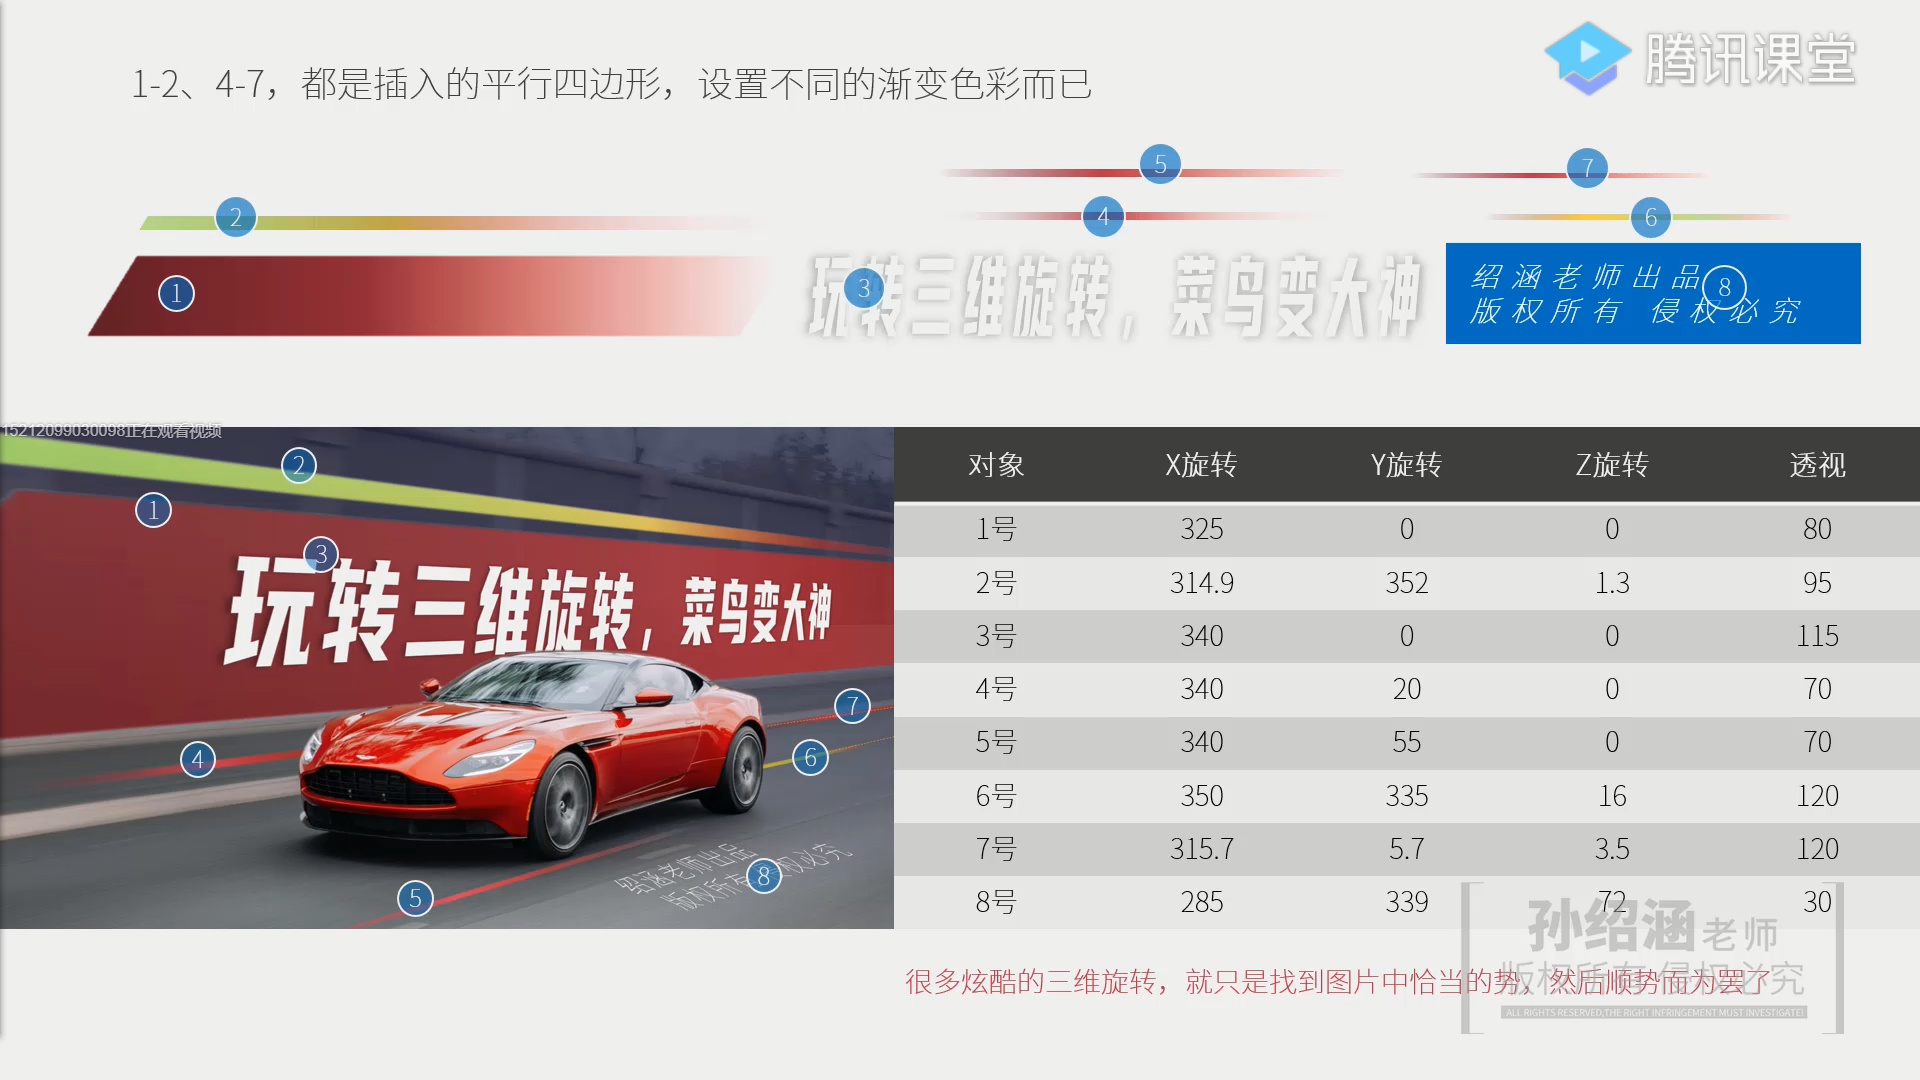 腾讯课堂
1-2、4-7，都是插入的平行四边形，设置不同的渐变色彩而已
5
7
2
4
6
1
3
玩转三维旋转，菜鸟变大神
绍涵老师出品
8
版权所有 侵权必究
15212099030098正在观看视频
2
1
3
玩转三维旋转，菜鸟变大神
7
4
6
绍涵老师出品
8
版权所有 侵权必究
5
对象 X旋转 Y旋转 Z旋转 透视
1号 325 0 0 80
2号 314.9 352 1.3 95
3号 340 0 0 115
4号 340 20 0 70
5号 340 55 0 70
6号 350 335 16 120
7号 315.7 5.7 3.5 120
8号 285 339 72 30
孙绍涵老师
很多炫酷的三维旋转，就只是找到图片中恰当的势，然后顺势而为罢了
版权所有 侵权必究
ALL RIGHTS RESERVED,THE RIGHT INFRINGEMENT MUST INVESTIGATE!